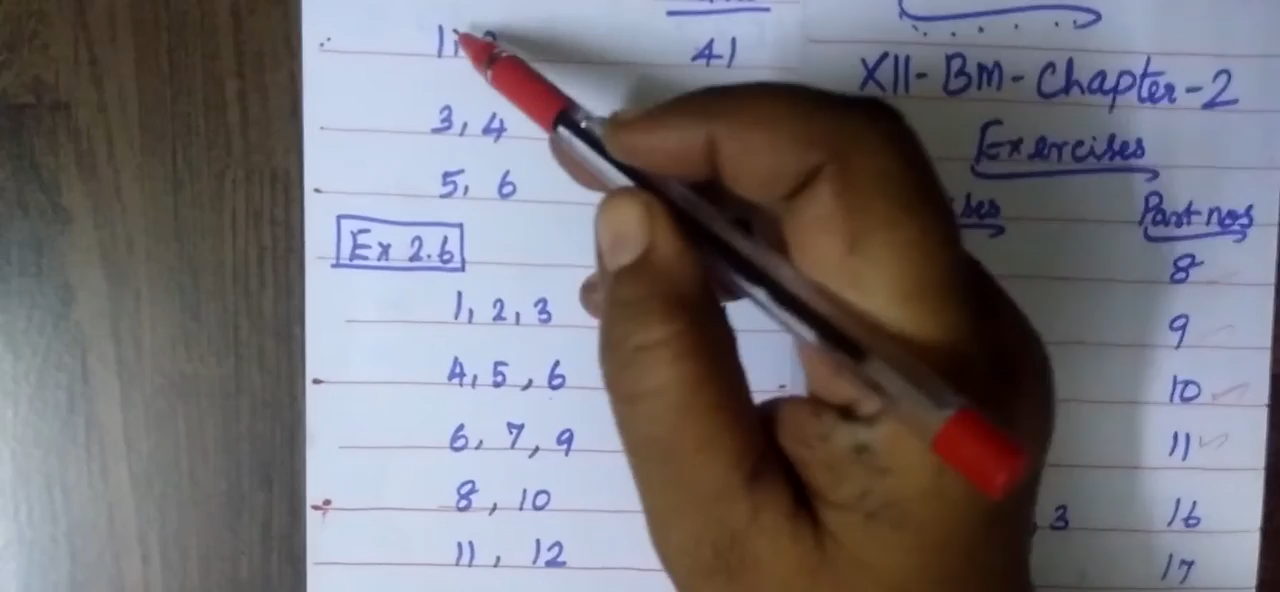 1,
41
3, 4
5, 6
Ex 2.6
1, 2, 3
4, 5, 6
6, 7, 9
8, 10
11, 12
XII-BM-Chapter-2
Exercises
Part nos
8
9
10
11
3 16
17